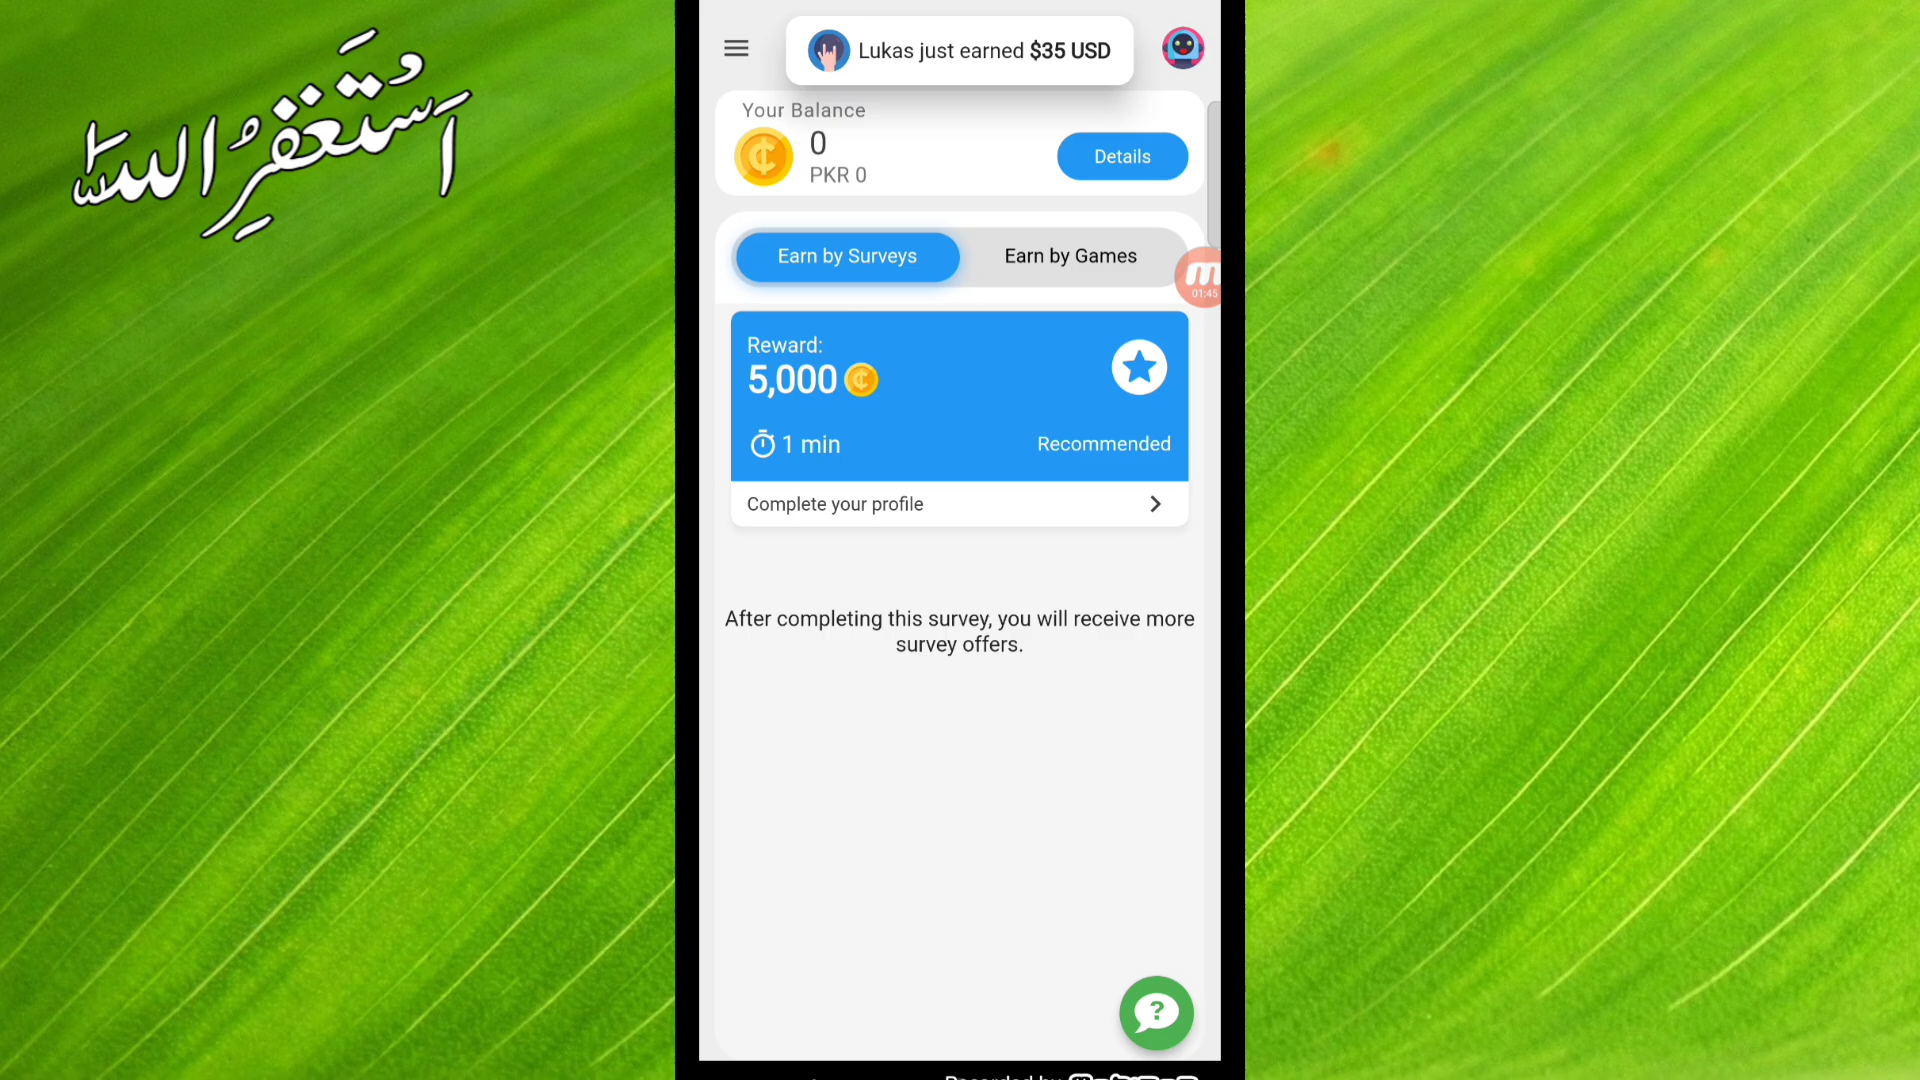 اَسْتَغْفِرُ اللہ
Lukas just earned $35 USD
Your Balance
0
PKR 0
Details
Earn by Surveys
Earn by Games
01:45
Reward:
5,000
1 min
Recommended
Complete your profile
After completing this survey, you will receive more
survey offers.
?